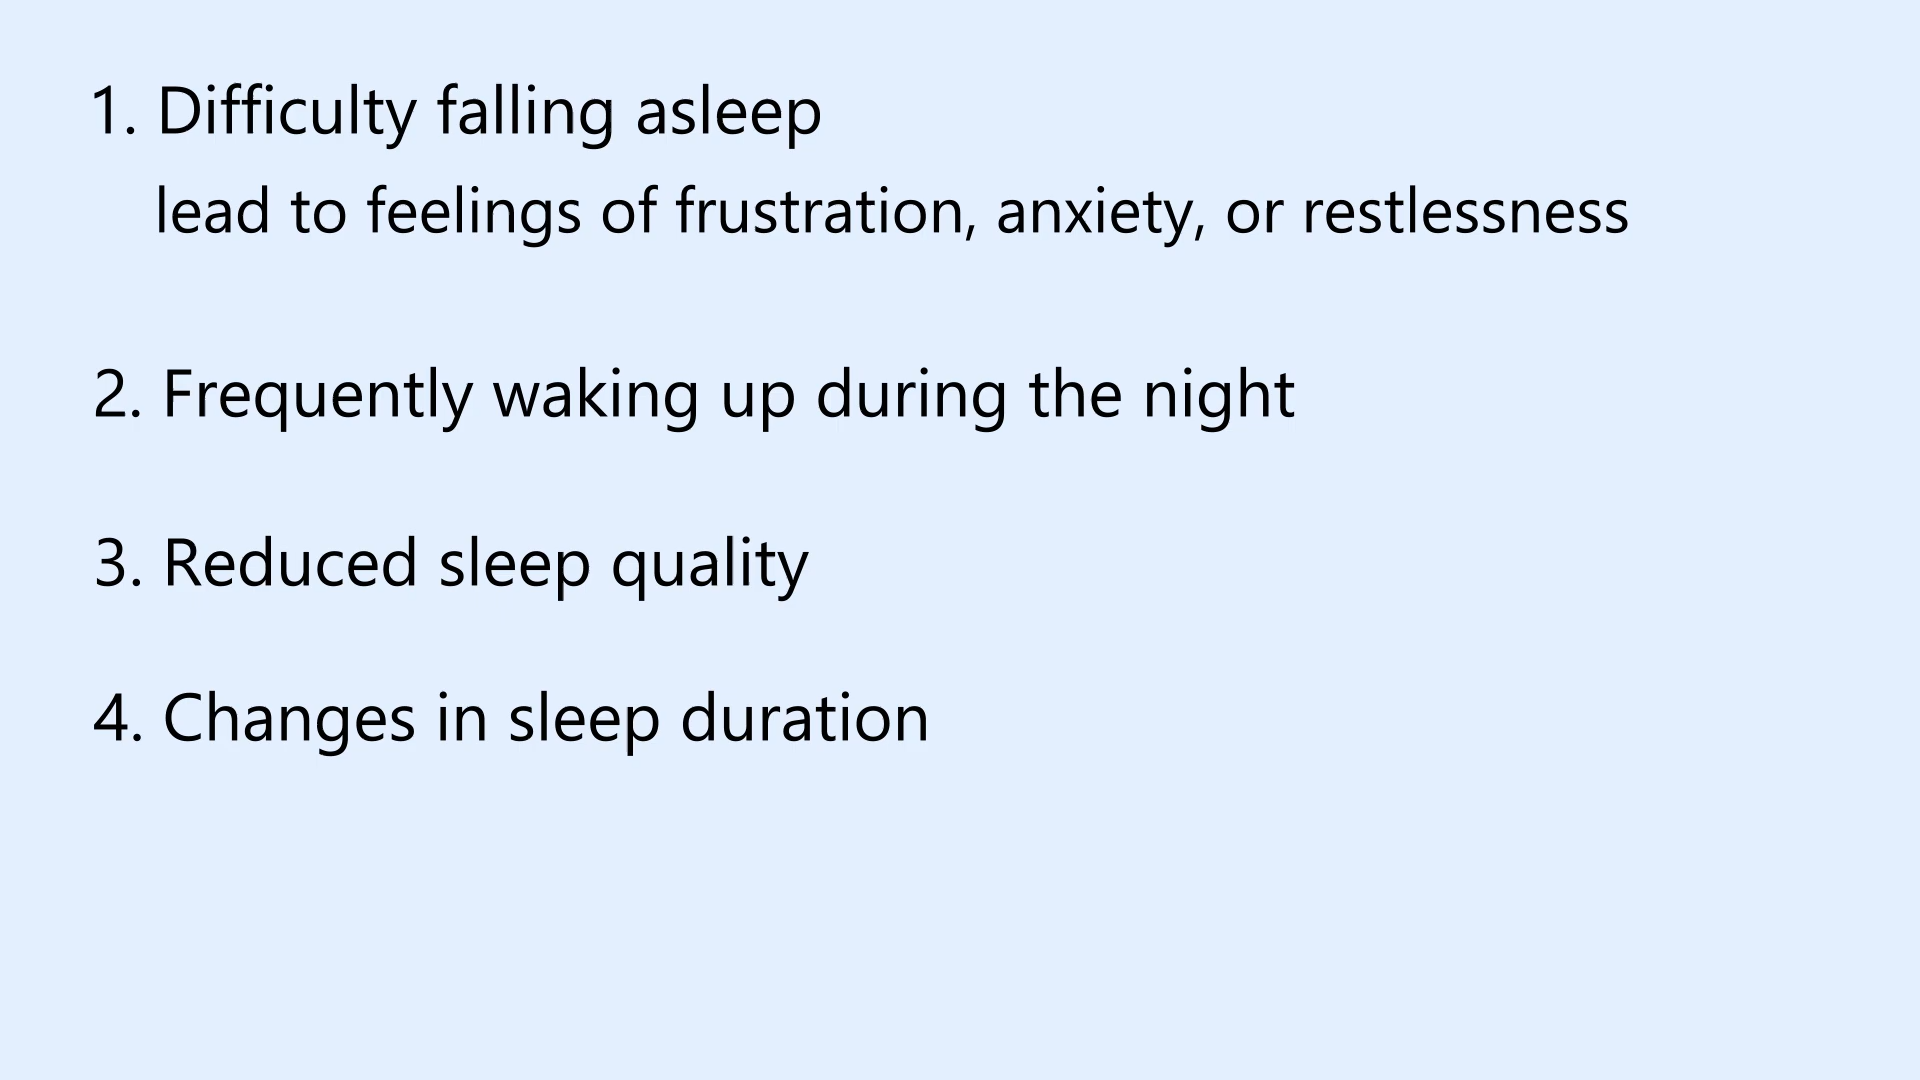 1. Difficulty falling asleep
lead to feelings of frustration, anxiety, or restlessness
2. Frequently waking up during the night
3. Reduced sleep quality
4. Changes in sleep duration